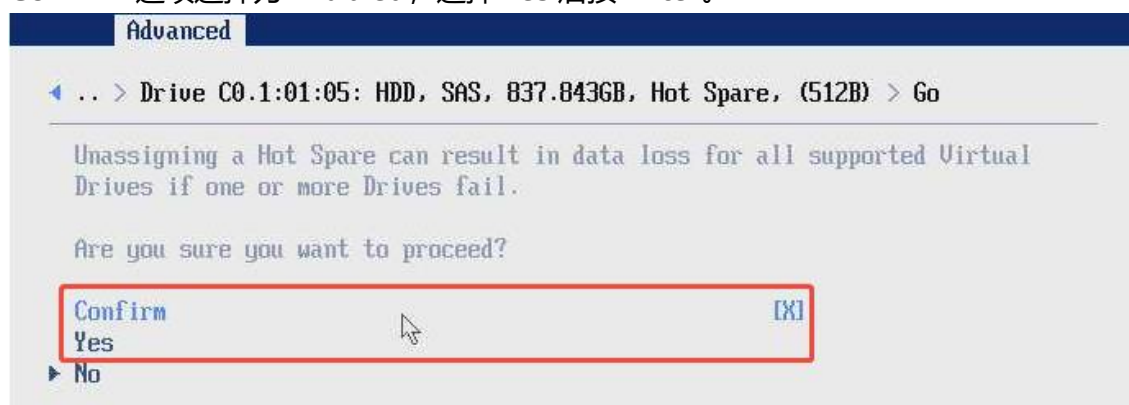 Advanced
.. > Drive C0.1:01:05: HDD, SAS, 837.843GB, Hot Spare, (512B) > Go
Unassigning a Hot Spare can result in data loss for all supported Virtual
Drives if one or more Drives fail.
Are you sure you want to proceed?
Confirm [X]
Yes
No